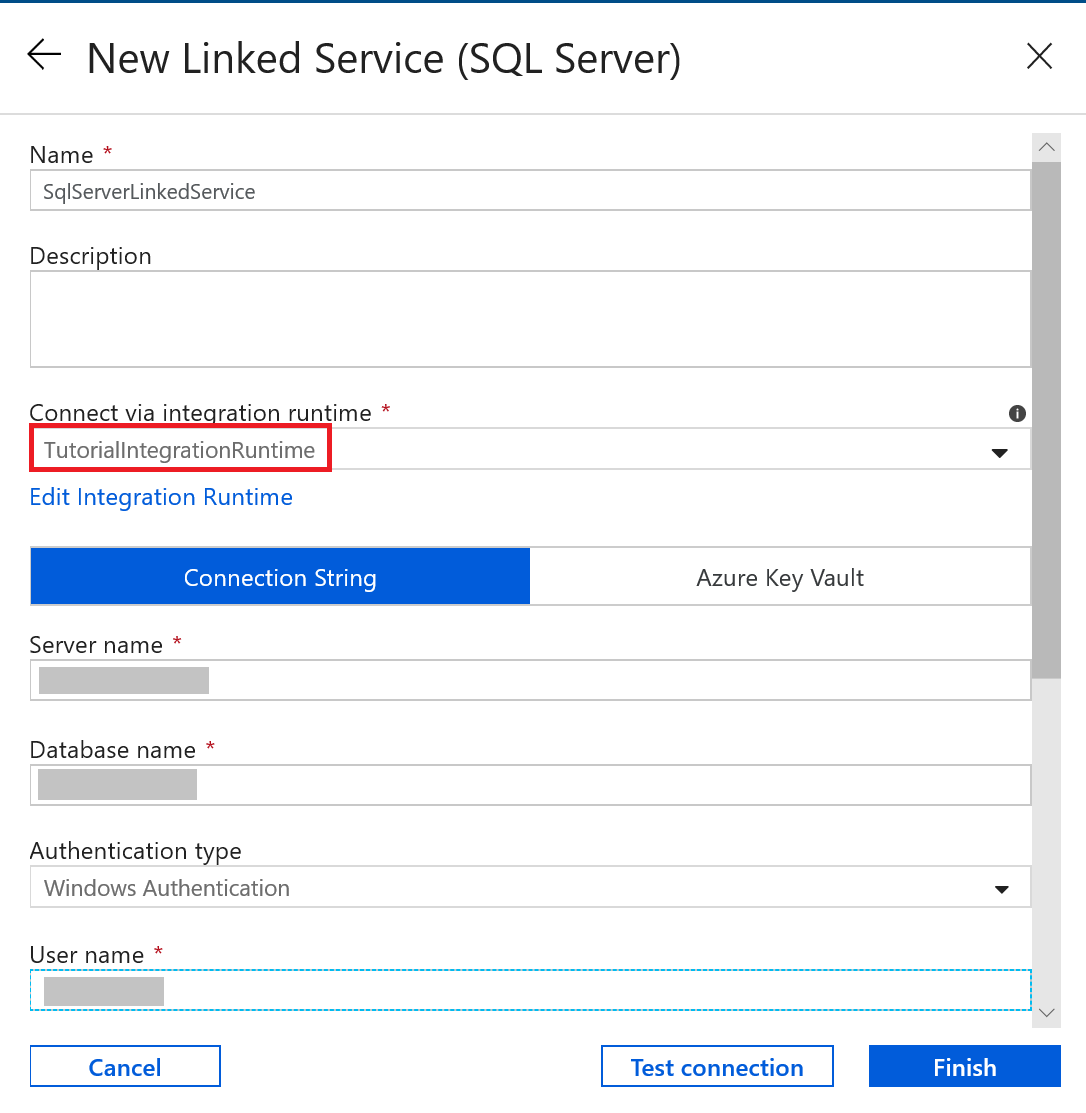 New Linked Service (SQL Server)
Name *
SqlServerLinkedService
Description
Connect via integration runtime *
TutorialIntegrationRuntime
Edit Integration Runtime
Connection String
Azure Key Vault
Server name *
Database name *
Authentication type
Windows Authentication
User name *
Cancel
Test connection
Finish